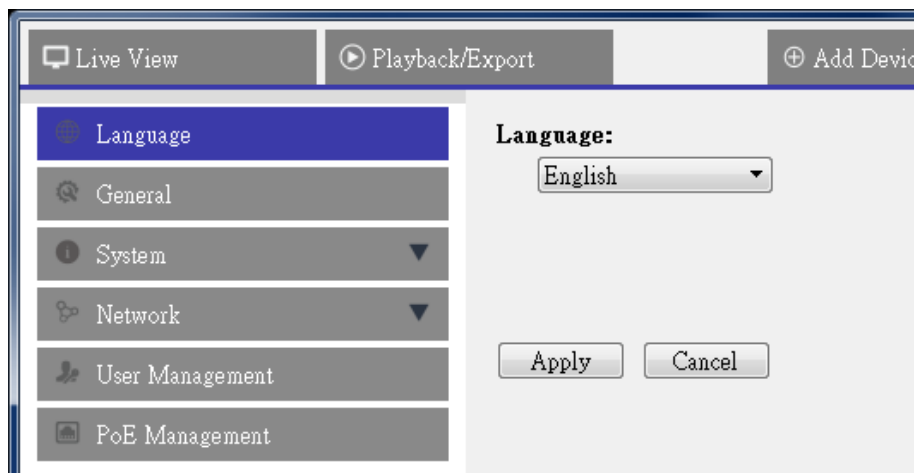 Live View
Playback/Export
Add Devic
Language
General
System
Network
User Management
PoE Management
Language:
English
Apply
Cancel